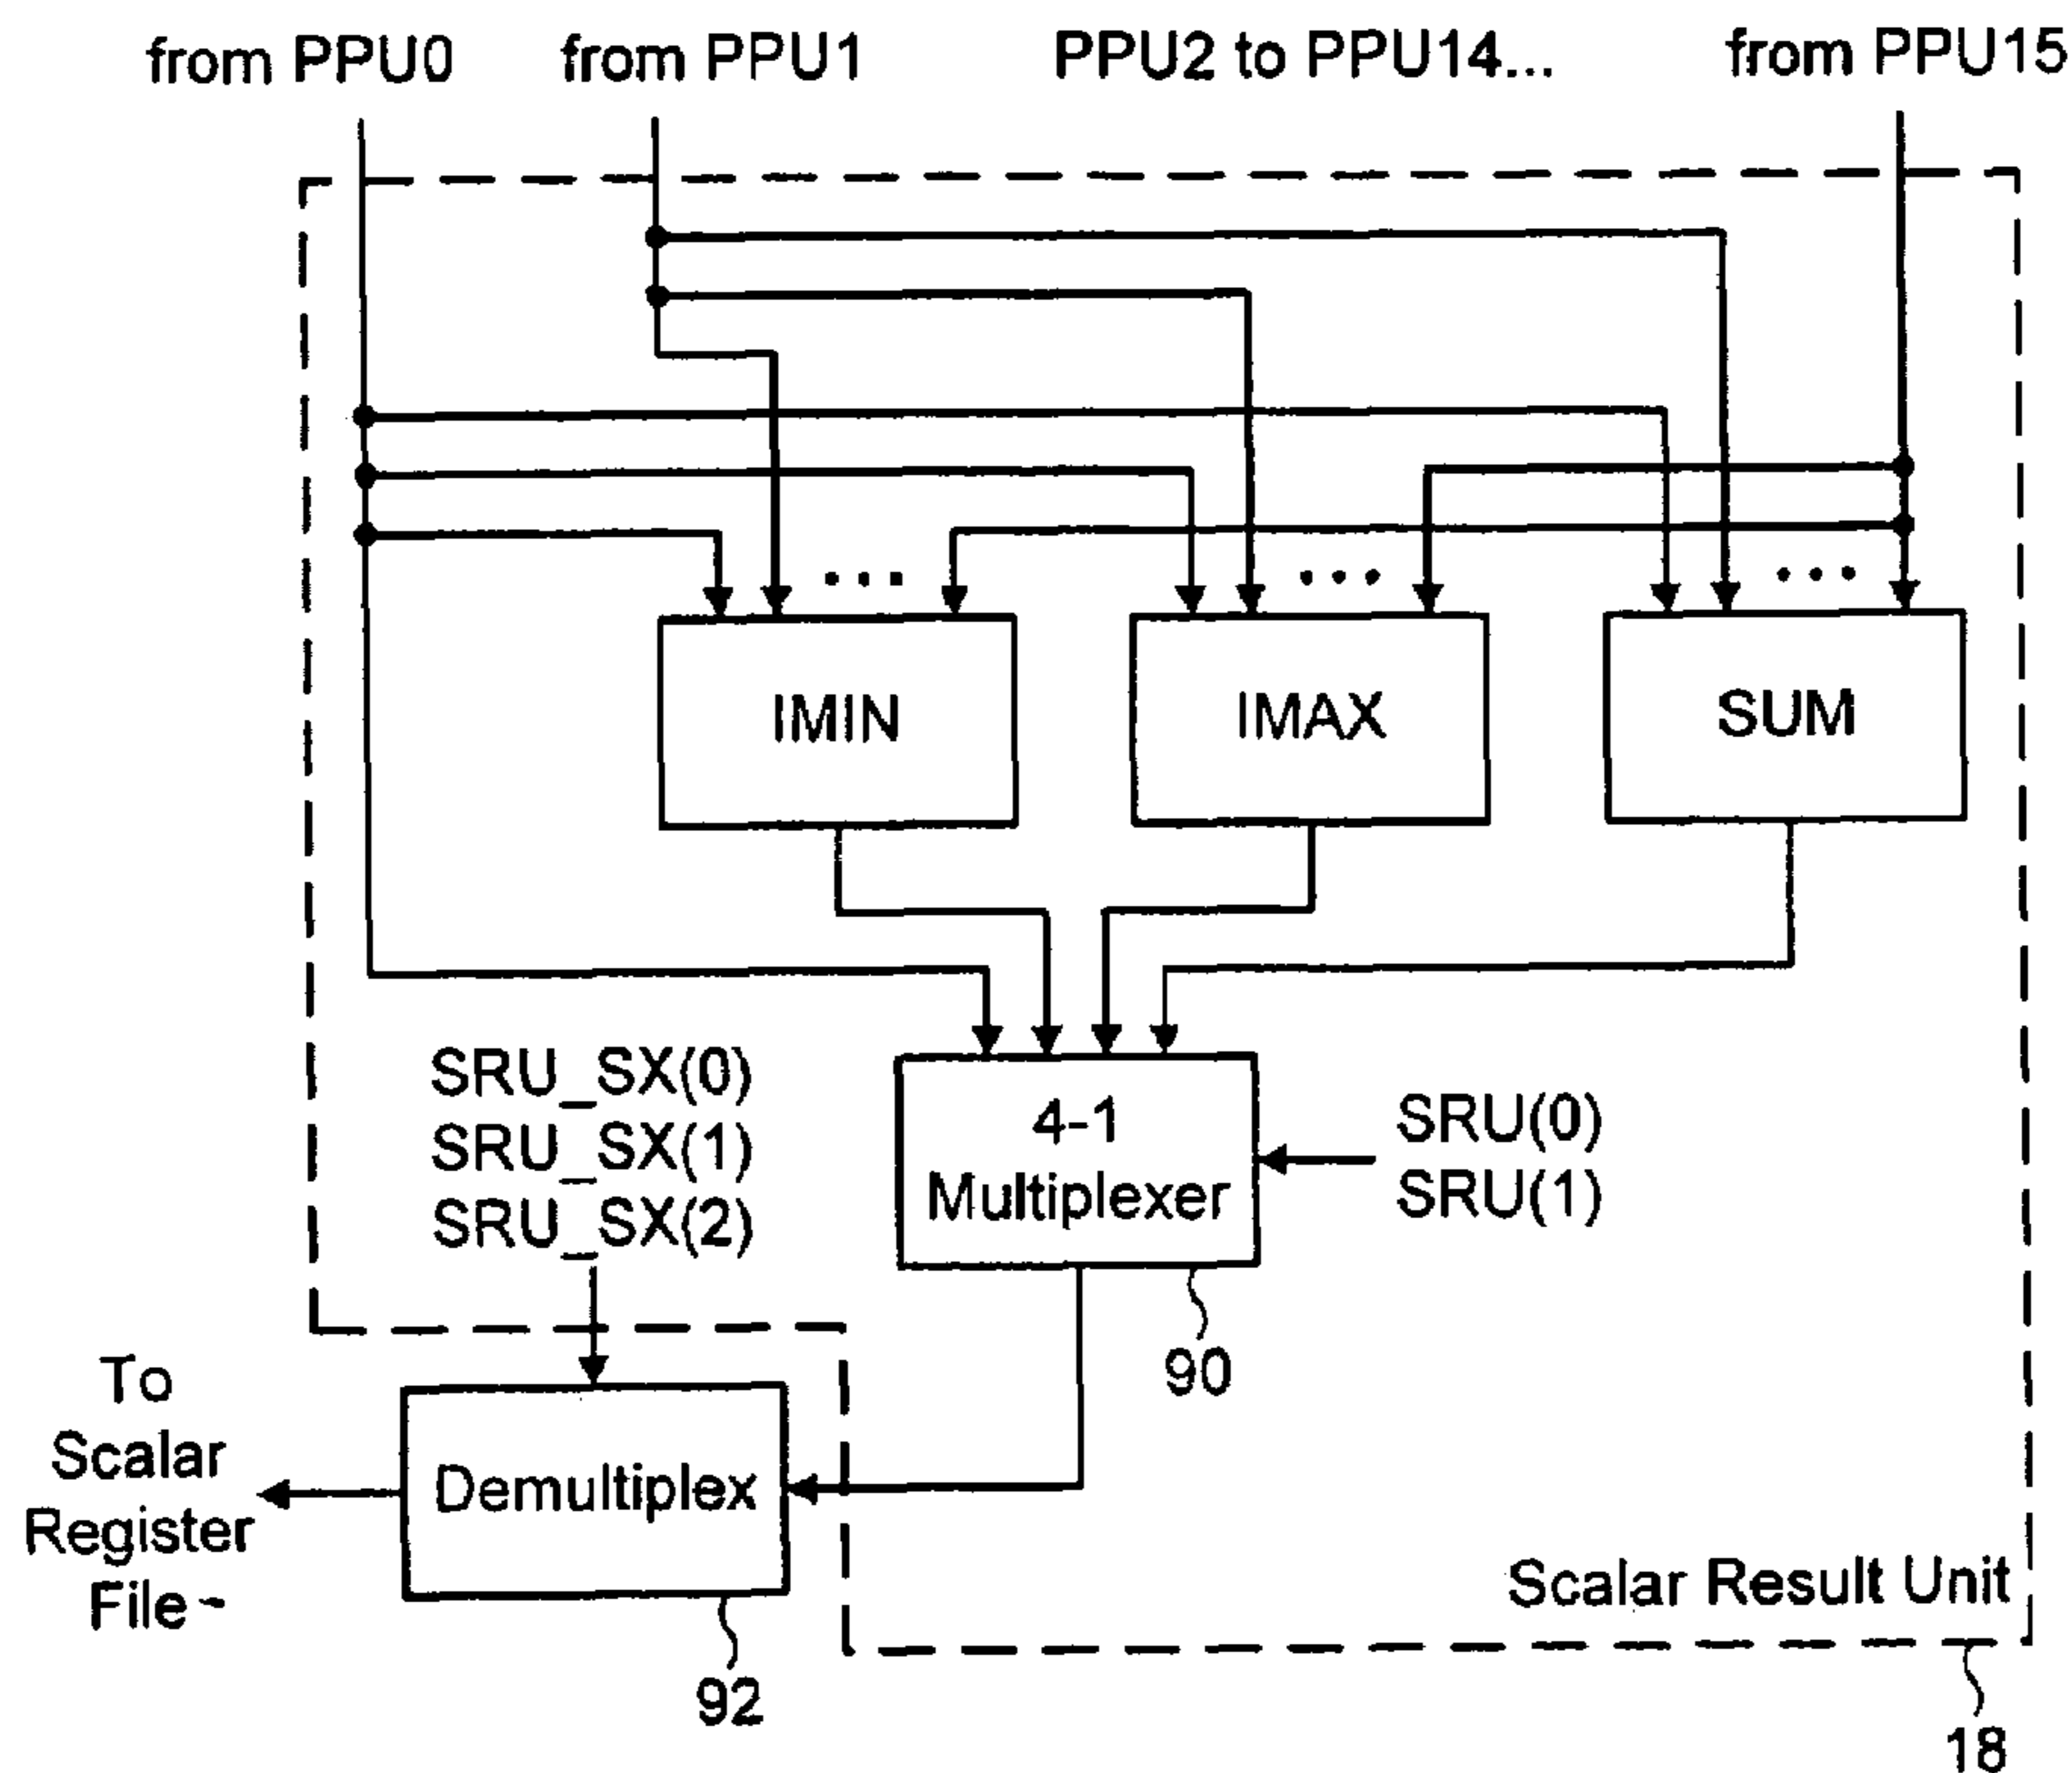 from PPU0
from PPU1
PPU2 to PPU14...
from PPU15
IMIN
IMAX
SUM
SRU_SX(0)
SRU_SX(1)
SRU_SX(2)
4-1
Multiplexer
SRU(0)
SRU(1)
90
To
Scalar
Register
File
Demultiplex
92
Scalar Result Unit
18